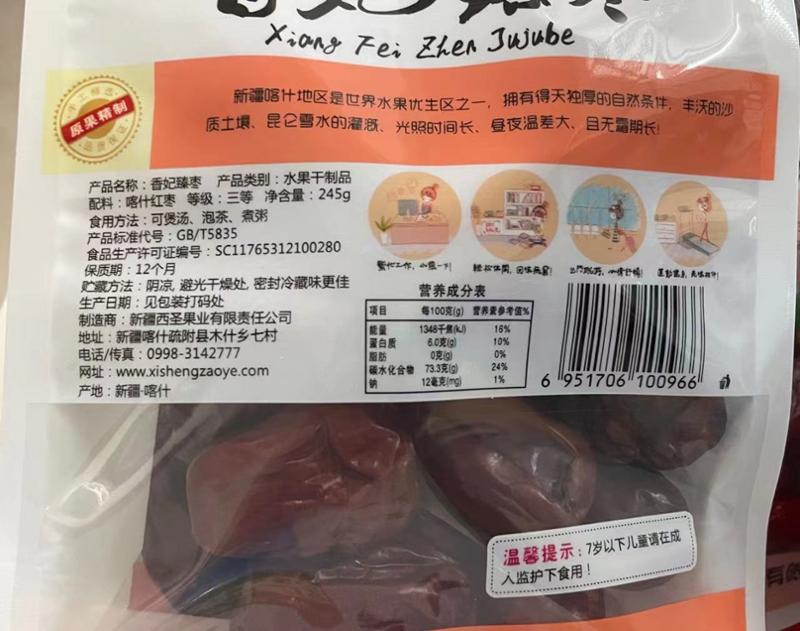 Xiang Fei Zhen Jujube
新疆喀什地区是世界水果优生区之一，拥有得天独厚的自然条件，丰沃的沙
质土壤、昆仑雪水的灌溉、光照时间长、昼夜温差大、且无霜期长!
手工精选
原果精制
品质保证
产品名称：香妃臻枣 产品类别：水果干制品
配料：喀什红枣 等级：三等 净含量：245g
食用方法：可煲汤、泡茶、煮粥
产品标准代号：GB/T5835
食品生产许可证编号：SC11765312100280
保质期：12个月
贮藏方法：阴凉, 避光干燥处, 密封冷藏味更佳
生产日期：见包装打码处
制造商：新疆西圣果业有限责任公司
地址：新疆喀什疏附县木什乡七村
电话/传真：0998-3142777
网址：www.xishengzaoye.com
产地：新疆·喀什
营养成分表
项目 每100克(g) 营养素参考值%
能量 1348千焦(kJ) 16%
蛋白质 6.0克(g) 10%
脂肪 0克(g) 0%
碳水化合物 73.3克(g) 24%
钠 12毫克(mg) 1%
6 951706 100966
温馨提示：7岁以下儿童请在成
人监护下食用！